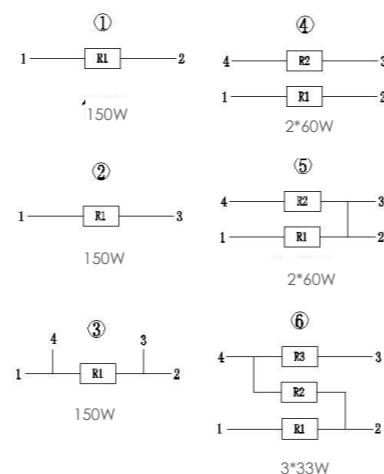 ①
1 R1 2
150W
②
1 R1 3
150W
③
4 3
1 R1 2
150W
④
4 R2 3
1 R1 2
2*60W
⑤
4 R2 3
1 R1 2
2*60W
⑥
4 R3 3
R2
1 R1 2
3*33W